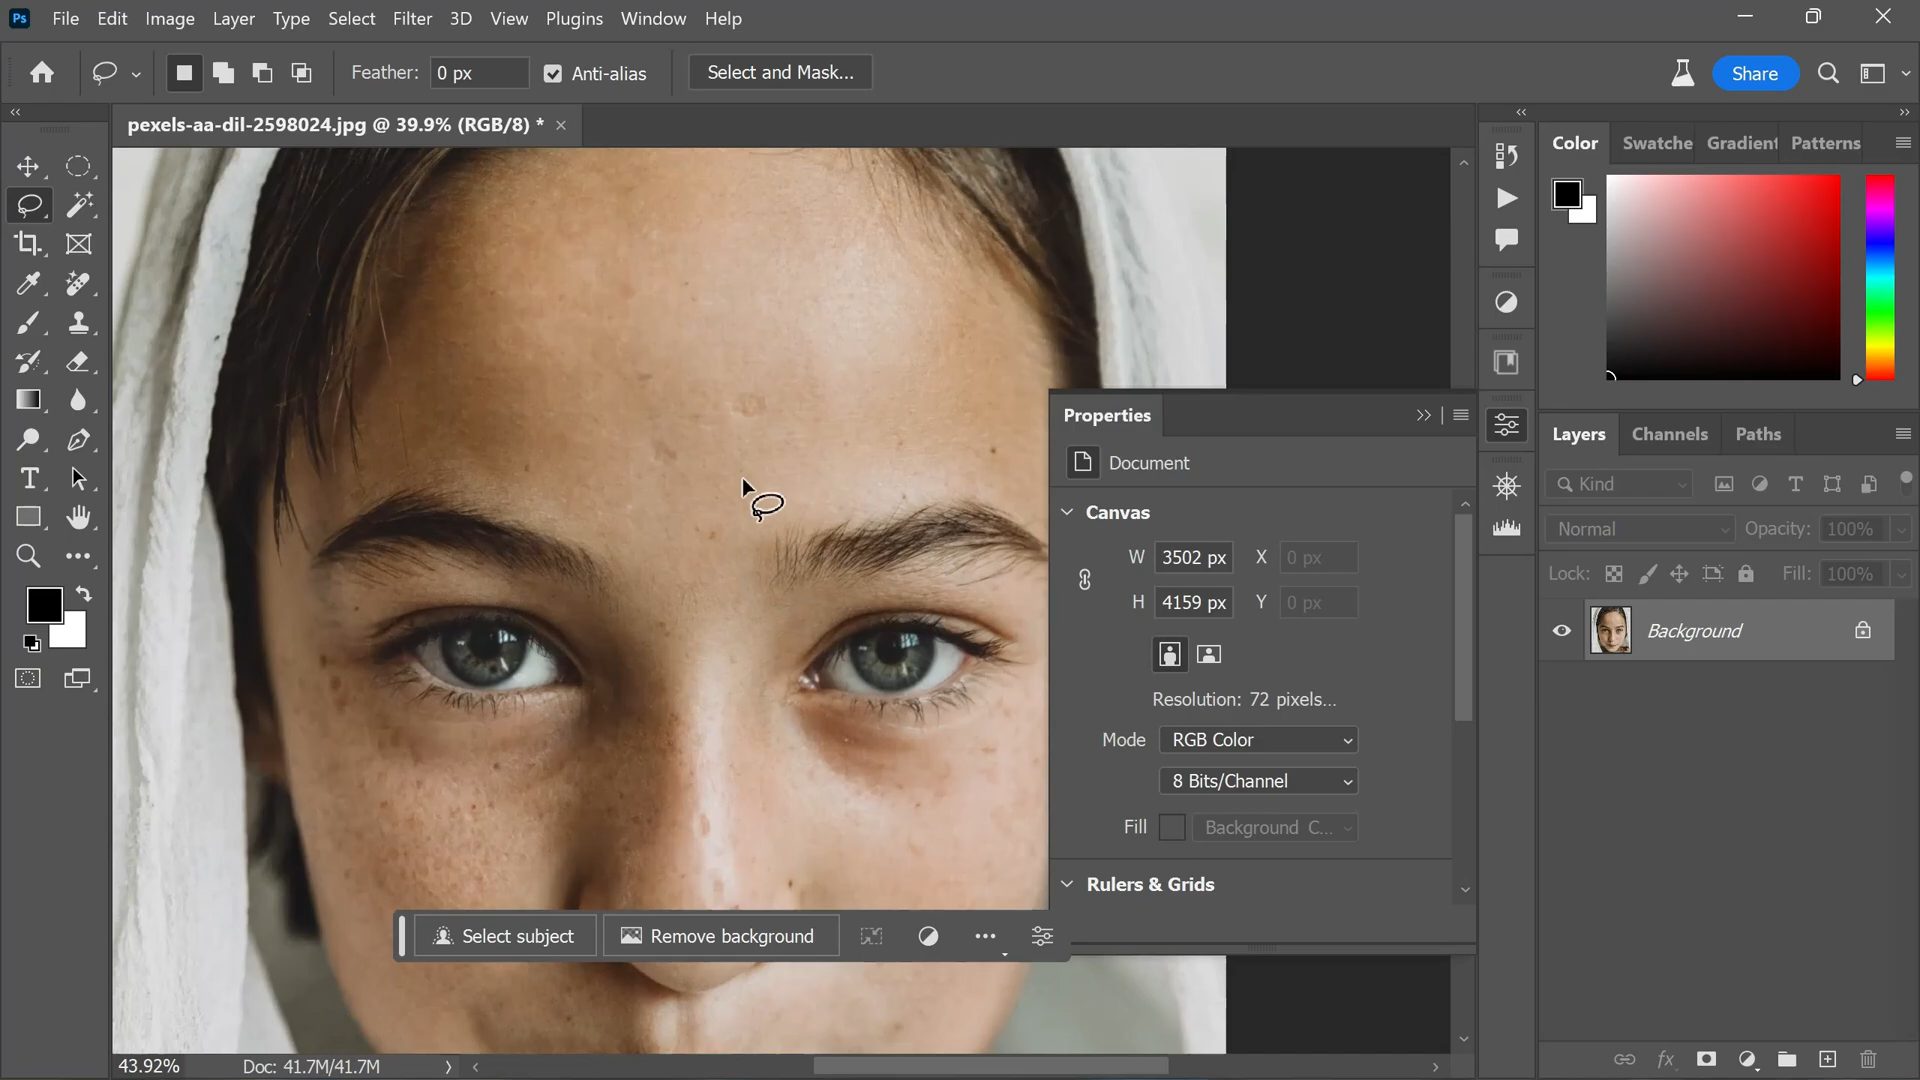 Ps File Edit Image Layer Type Select Filter 3D View Plugins Window Help
Feather: 0 px Anti-alias Select and Mask... Share
pexels-aa-dil-2598024.jpg @ 39.9% (RGB/8) * ×
Color Swatche Gradient Patterns
Properties
Document
Canvas
W 3502 px X 0 px
H 4159 px Y 0 px
Resolution: 72 pixels...
Mode RGB Color
8 Bits/Channel
Fill Background C...
Rulers & Grids
Layers Channels Paths
Kind
Normal Opacity: 100%
Lock: Fill: 100%
Background
Select subject Remove background
43.92% Doc: 41.7M/41.7M